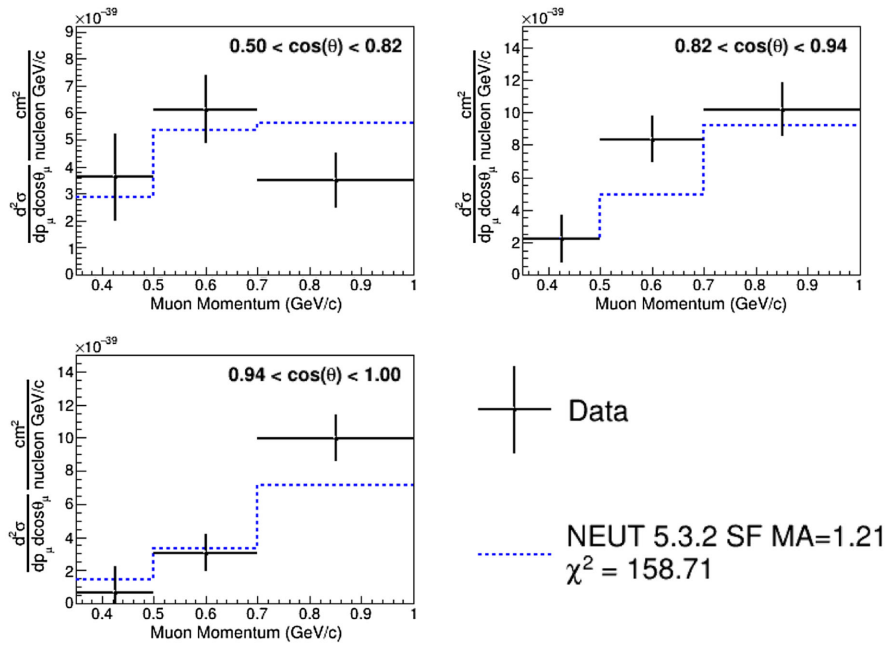 ×10⁻³⁹
0.50 < cos(θ) < 0.82
d²σ / dpμ dcosθμ cm² / nucleon GeV/c
9
8
7
6
5
4
3
2
1
0
0.4 0.5 0.6 0.7 0.8 0.9 1
Muon Momentum (GeV/c)
×10⁻³⁹
0.82 < cos(θ) < 0.94
d²σ / dpμ dcosθμ cm² / nucleon GeV/c
14
12
10
8
6
4
2
0
0.4 0.5 0.6 0.7 0.8 0.9 1
Muon Momentum (GeV/c)
×10⁻³⁹
0.94 < cos(θ) < 1.00
d²σ / dpμ dcosθμ cm² / nucleon GeV/c
14
12
10
8
6
4
2
0
0.4 0.5 0.6 0.7 0.8 0.9 1
Muon Momentum (GeV/c)
Data
NEUT 5.3.2 SF MA=1.21
χ² = 158.71